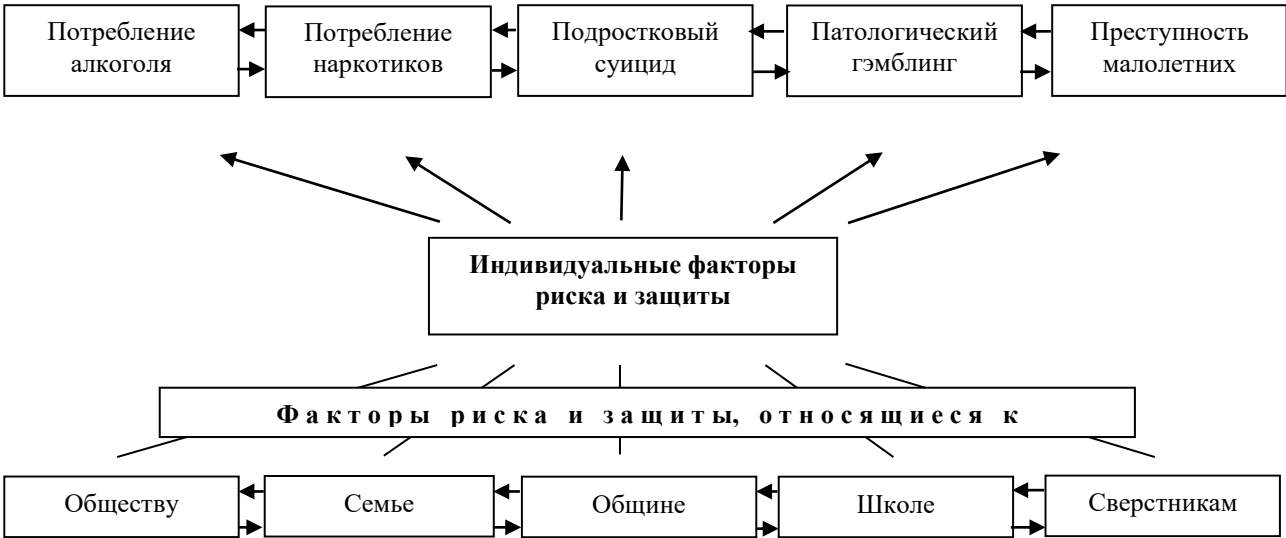 Потребление
алкоголя
Потребление
наркотиков
Подростковый
суицид
Патологический
гэмблинг
Преступность
малолетних
Индивидуальные факторы
риска и защиты
Факторы риска и защиты, относящиеся к
Обществу
Семье
Общине
Школе
Сверстникам